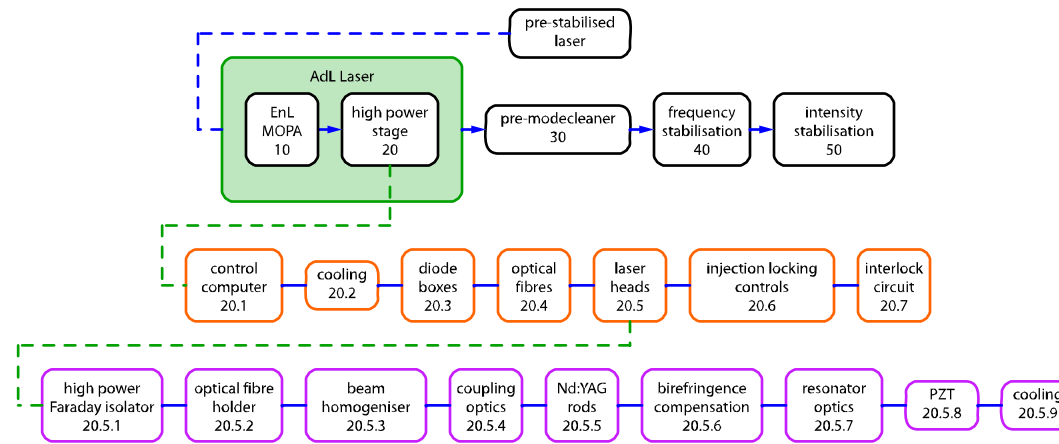 pre-stabilised
laser
AdL Laser
EnL
MOPA
10
high power
stage
20
pre-modecleaner
30
frequency
stabilisation
40
intensity
stabilisation
50
control
computer
20.1
cooling
20.2
diode
boxes
20.3
optical
fibres
20.4
laser
heads
20.5
injection locking
controls
20.6
interlock
circuit
20.7
high power
Faraday isolator
20.5.1
optical fibre
holder
20.5.2
beam
homogeniser
20.5.3
coupling
optics
20.5.4
Nd:YAG
rods
20.5.5
birefringence
compensation
20.5.6
resonator
optics
20.5.7
PZT
20.5.8
cooling
20.5.9